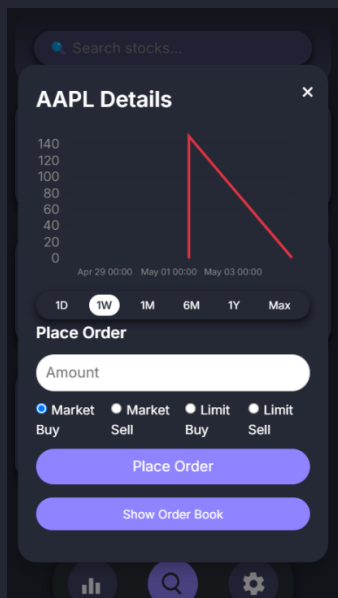 Search stocks...
AAPL Details
×
140
120
100
80
60
40
20
0
Apr 29 00:00 May 01 00:00 May 03 00:00
1D 1W 1M 6M 1Y Max
Place Order
Amount
Market Buy
Market Sell
Limit Buy
Limit Sell
Place Order
Show Order Book